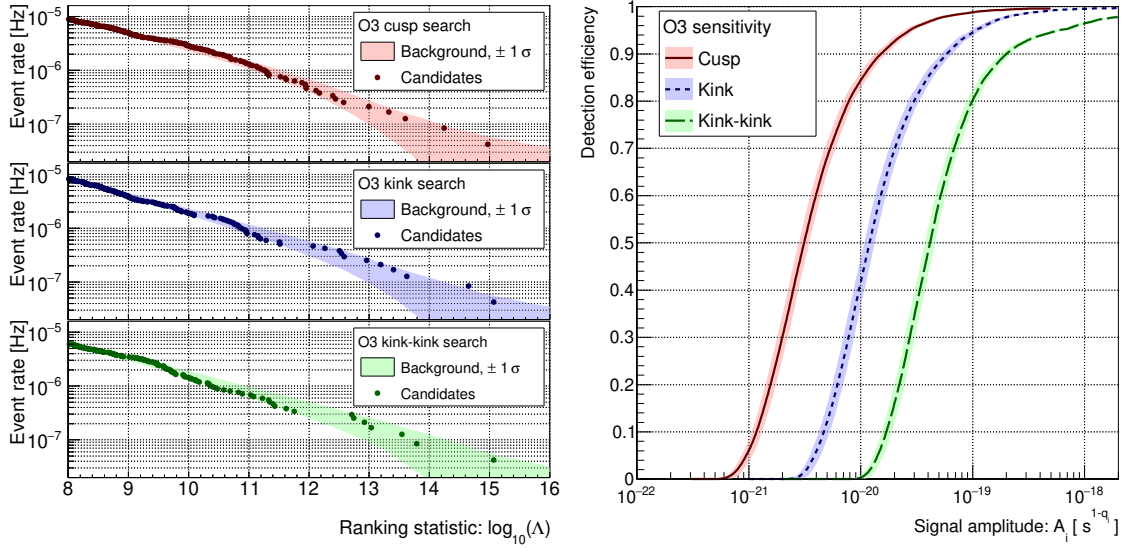 Event rate [Hz]
10⁻⁵
10⁻⁶
10⁻⁷
O3 cusp search
Background, ± 1 σ
Candidates
Event rate [Hz]
10⁻⁵
10⁻⁶
10⁻⁷
O3 kink search
Background, ± 1 σ
Candidates
Event rate [Hz]
10⁻⁵
10⁻⁶
10⁻⁷
O3 kink-kink search
Background, ± 1 σ
Candidates
8 9 10 11 12 13 14 15 16
Ranking statistic: log₁₀(Λ)
Detection efficiency
1
0.9
0.8
0.7
0.6
0.5
0.4
0.3
0.2
0.1
0
O3 sensitivity
Cusp
Kink
Kink-kink
10⁻²² 10⁻²¹ 10⁻²⁰ 10⁻¹⁹ 10⁻¹⁸
Signal amplitude: Aᵢ [ s^{1-qᵢ} ]